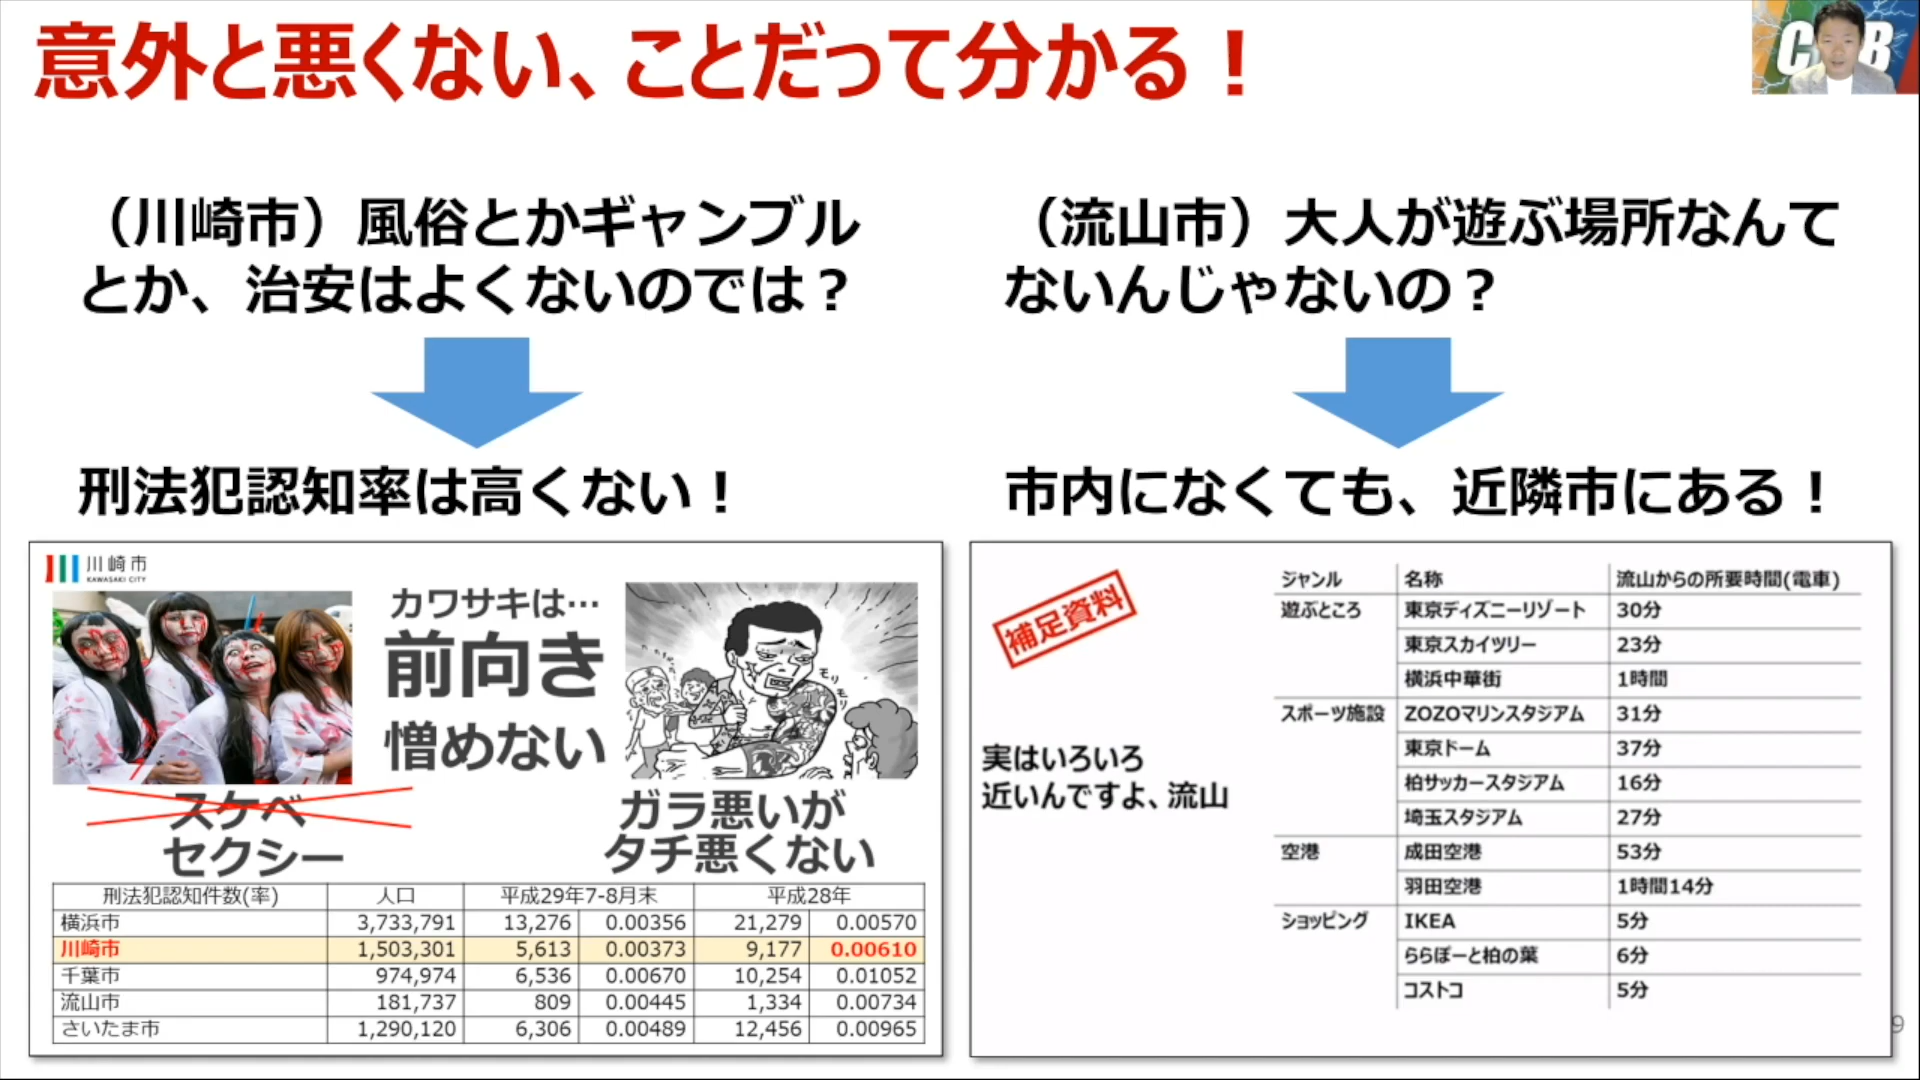 意外と悪くない、ことだって分かる！
（川崎市）風俗とかギャンブル
とか、治安はよくないのでは？
刑法犯認知率は高くない！
川崎市
KAWASAKI CITY
カワサキは…
前向き
憎めない
モリ
モリ
スケベ
セクシー
ガラ悪いが
タチ悪くない
刑法犯認知件数(率) 人口 平成29年7-8月末 平成28年
横浜市 3,733,791 13,276 0.00356 21,279 0.00570
川崎市 1,503,301 5,613 0.00373 9,177 0.00610
千葉市 974,974 6,536 0.00670 10,254 0.01052
流山市 181,737 809 0.00445 1,334 0.00734
さいたま市 1,290,120 6,306 0.00489 12,456 0.00965
（流山市）大人が遊ぶ場所なんて
ないんじゃないの？
市内になくても、近隣市にある！
補足資料
実はいろいろ
近いんですよ、流山
ジャンル 名称 流山からの所要時間(電車)
遊ぶところ 東京ディズニーリゾート 30分
東京スカイツリー 23分
横浜中華街 1時間
スポーツ施設 ZOZOマリンスタジアム 31分
東京ドーム 37分
柏サッカースタジアム 16分
埼玉スタジアム 27分
空港 成田空港 53分
羽田空港 1時間14分
ショッピング IKEA 5分
ららぽーと柏の葉 6分
コストコ 5分
9